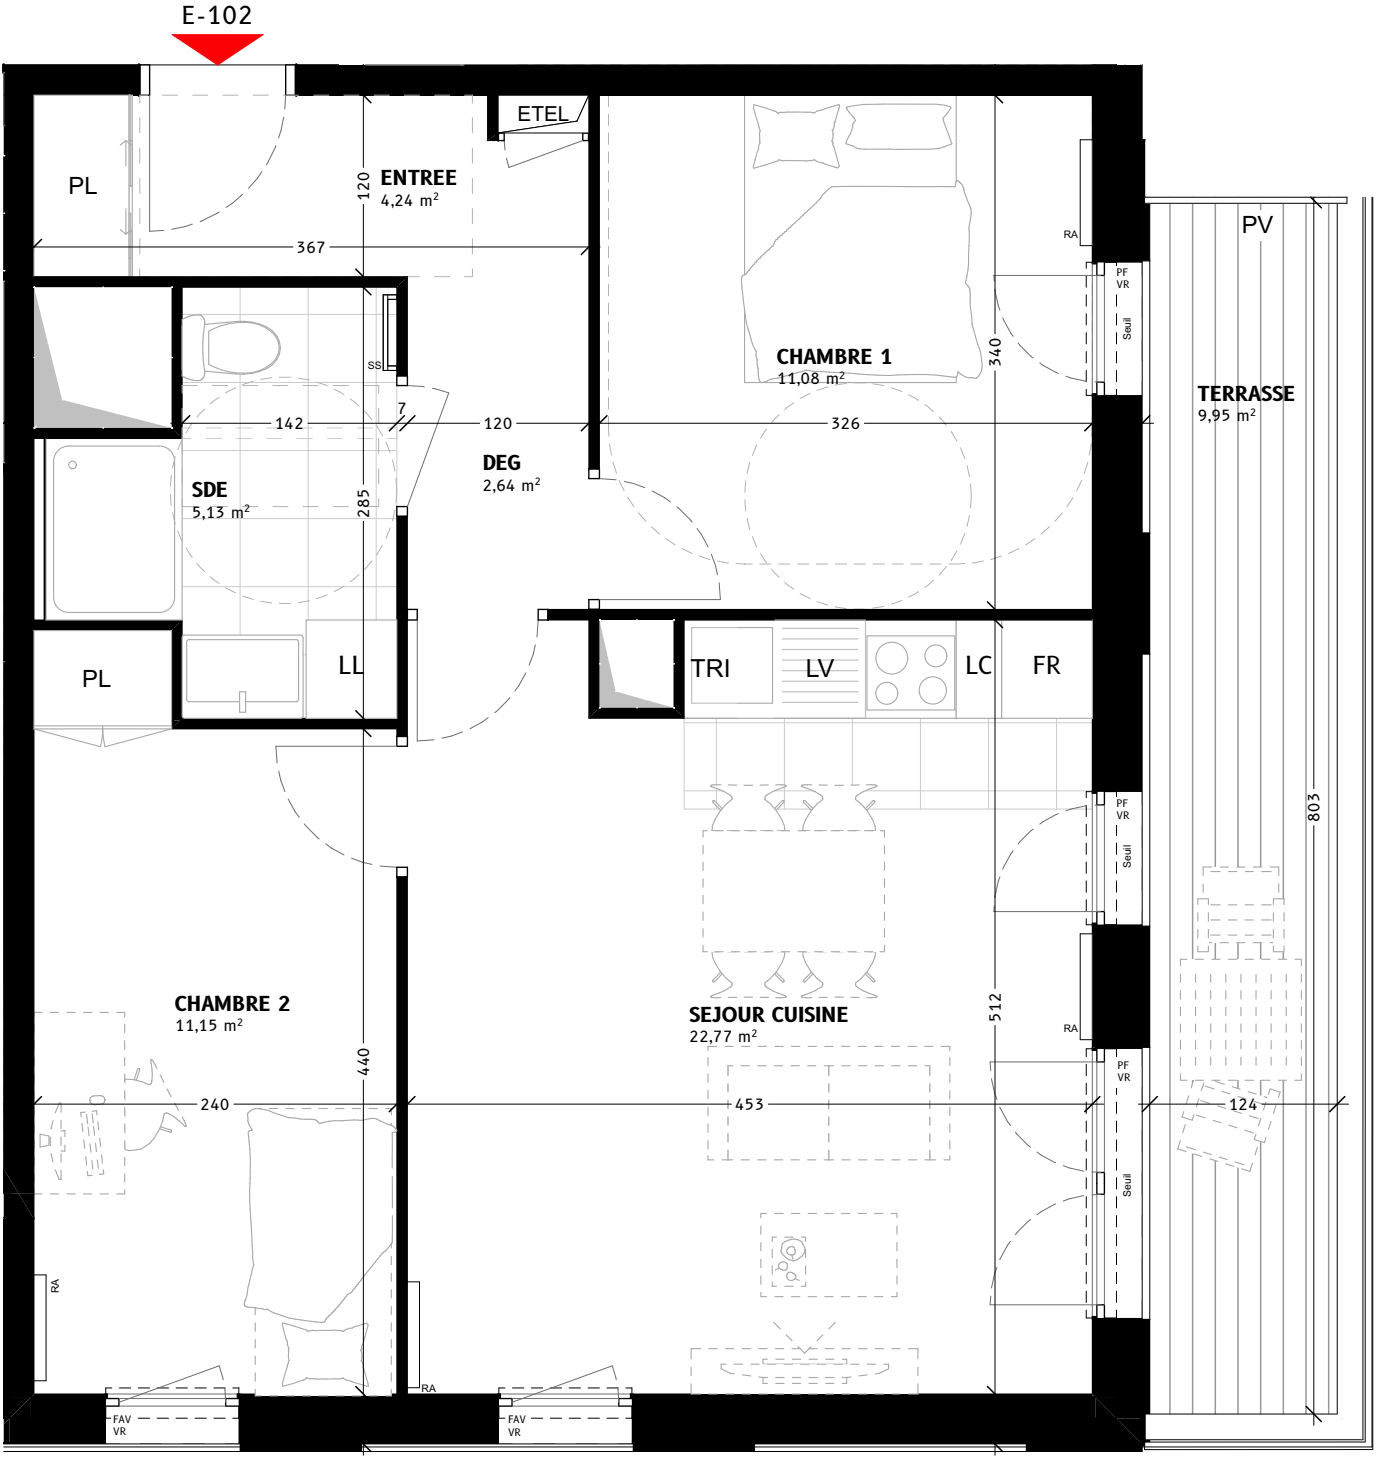 E-102
ETEL
PL
ENTREE
4,24 m²
120
367
PV
RA
PF
VR
Seuil
SS
CHAMBRE 1
11,08 m²
340
TERRASSE
9,95 m²
7
142
120
326
DEG
2,64 m²
SDE
5,13 m²
285
PL
LL
TRI
LV
LC
FR
PF
VR
Seuil
803
CHAMBRE 2
11,15 m²
SEJOUR CUISINE
22,77 m²
512
RA
440
PF
VR
240
453
124
Seuil
RA
RA
FAV
VR
FAV
VR